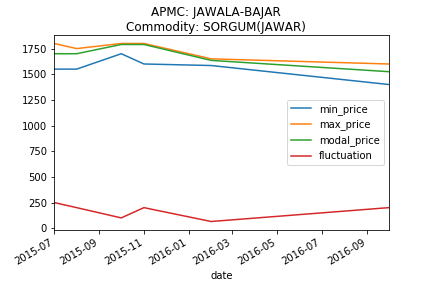 APMC: JAWALA-BAJAR
Commodity: SORGUM(JAWAR)
1750
1500
1250
1000
750
500
250
0
min_price
max_price
modal_price
fluctuation
2015-07
2015-09
2015-11
2016-01
2016-03
2016-05
2016-07
2016-09
date